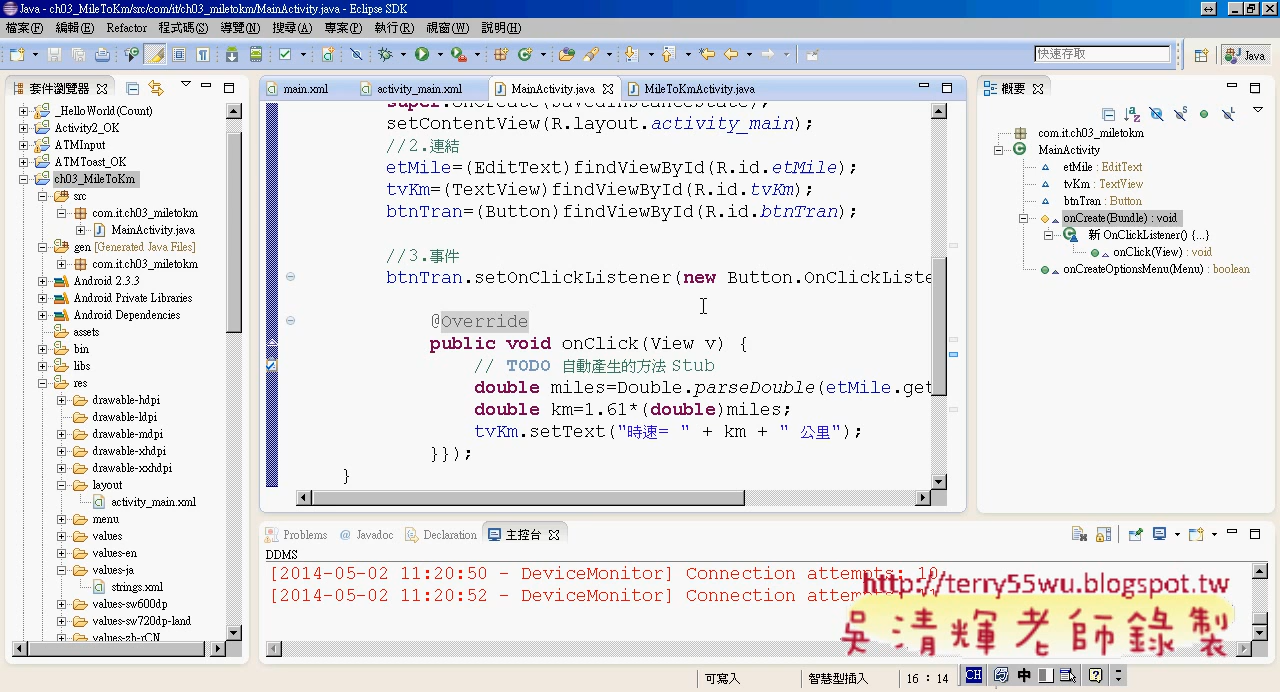 Java - ch03_MileToKm/src/com/it/ch03_miletokm/MainActivity.java - Eclipse SDK
檔案(F) 編輯(E) Refactor 程式碼(S) 導覽(N) 搜尋(A) 專案(P) 執行(R) 視窗(W) 說明(H)
快速存取
Java
套件瀏覽器
_HelloWorld(Count)
Activity2_OK
ATMInput
ATMToast_OK
ch03_MileToKm
src
com.it.ch03_miletokm
MainActivity.java
gen [Generated Java Files]
com.it.ch03_miletokm
Android 2.3.3
Android Private Libraries
Android Dependencies
assets
bin
libs
res
drawable-hdpi
drawable-ldpi
drawable-mdpi
drawable-xhdpi
drawable-xxhdpi
layout
activity_main.xml
menu
values
values-en
values-ja
strings.xml
values-sw600dp
values-sw720dp-land
values-zh-rCN
main.xml
activity_main.xml
MainActivity.java
MileToKmActivity.java
super.onCreate(savedInstanceState);
setContentView(R.layout.activity_main);
//2.連結
etMile=(EditText)findViewById(R.id.etMile);
tvKm=(TextView)findViewById(R.id.tvKm);
btnTran=(Button)findViewById(R.id.btnTran);
//3.事件
btnTran.setOnClickListener(new Button.OnClickListe
@Override
public void onClick(View v) {
// TODO 自動產生的方法 Stub
double miles=Double.parseDouble(etMile.get
double km=1.61*(double)miles;
tvKm.setText("時速= " + km + " 公里");
}});
}
概要
com.it.ch03_miletokm
MainActivity
etMile : EditText
tvKm : TextView
btnTran : Button
onCreate(Bundle) : void
新 OnClickListener() {...}
onClick(View) : void
onCreateOptionsMenu(Menu) : boolean
Problems
@ Javadoc
Declaration
主控台
DDMS
[2014-05-02 11:20:50 - DeviceMonitor] Connection attempts: 10
[2014-05-02 11:20:52 - DeviceMonitor] Connection attempts: 11
http://terry55wu.blogspot.tw
吳清輝老師錄製
可寫入
智慧型插入
16 : 14
CH
中